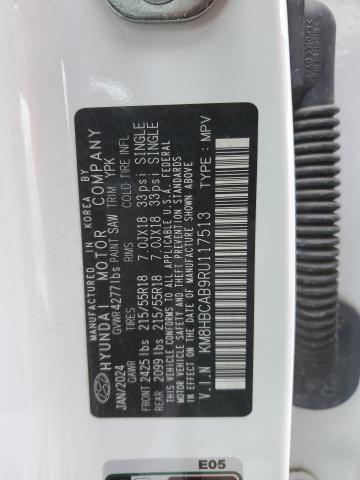 MANUFACTURED IN KOREA BY
HYUNDAI MOTOR COMPANY
GVWR 4277 lbs PAINT SAW TRIM YPK
JAN/2024 TIRES RIMS COLD TIRE INFL
GAWR
FRONT 2425 lbs 215/55R18 7.0JX18 33psi SINGLE
REAR 2099 lbs 215/55R18 7.0JX18 33psi SINGLE
THIS VEHICLE CONFORMS TO ALL APPLICABLE U.S.A. FEDERAL
MOTOR VEHICLE SAFETY, BUMPER, AND THEFT PREVENTION STANDARDS
IN EFFECT ON THE DATE OF MANUFACTURE SHOWN ABOVE.
V.I.N KM8HBCAB9RU117513 TYPE : MPV
E05